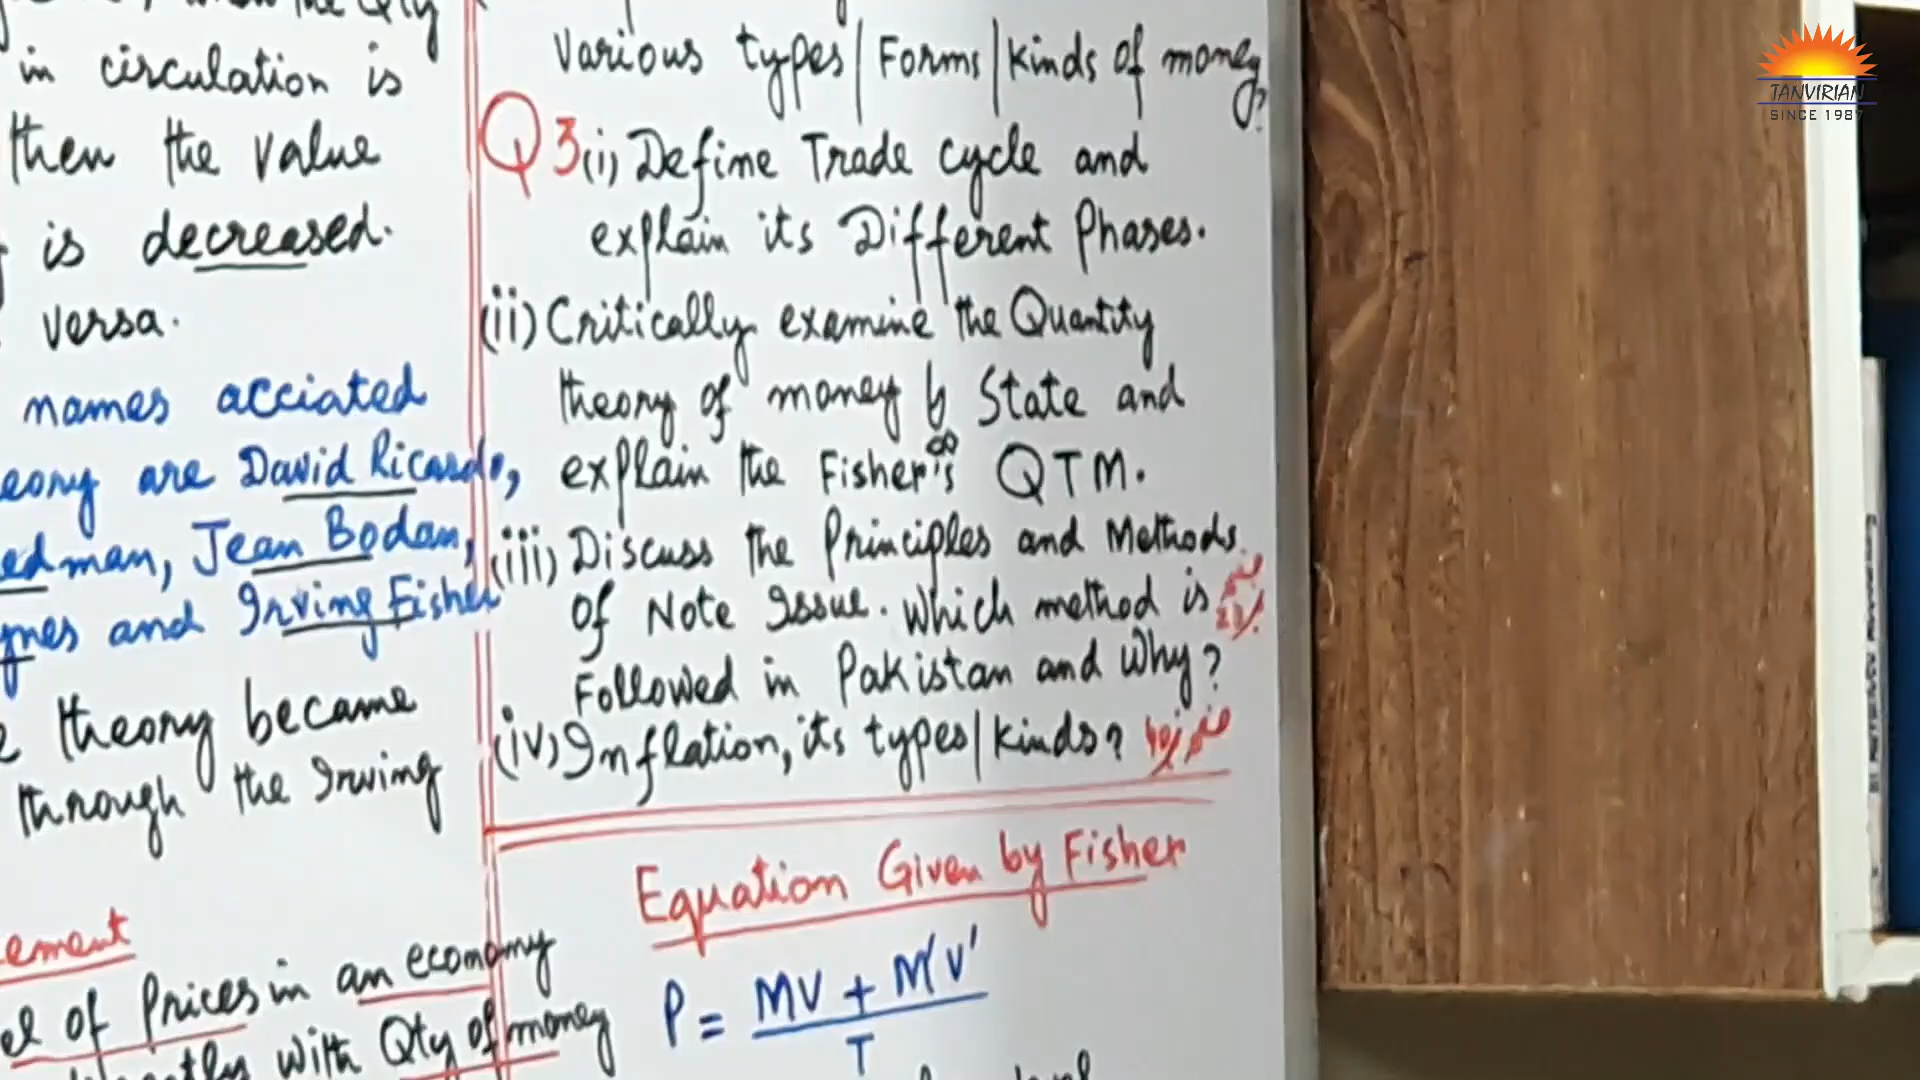 in circulation is
then the value
is decreased.
versa.
names acciated
eory are David Ricardo,
edman, Jean Bodan,
ynes and Irving Fisher
theory became
through the Irving
ement
el of Prices in an economy
with Qty of money
Various types/Forms/kinds of money?
Q3 (i) Define Trade cycle and
explain its Different Phases.
(ii) Critically examine the Quantity
theory of money & State and
explain the Fisher's QTM.
(iii) Discuss the Principles and Methods
of Note Issue. Which method is
Followed in Pakistan and Why?
(iv) Inflation, its types/kinds?
Equation Given by Fisher
P = MV + M'V'
T
TANVIRIAN
SINCE 1987